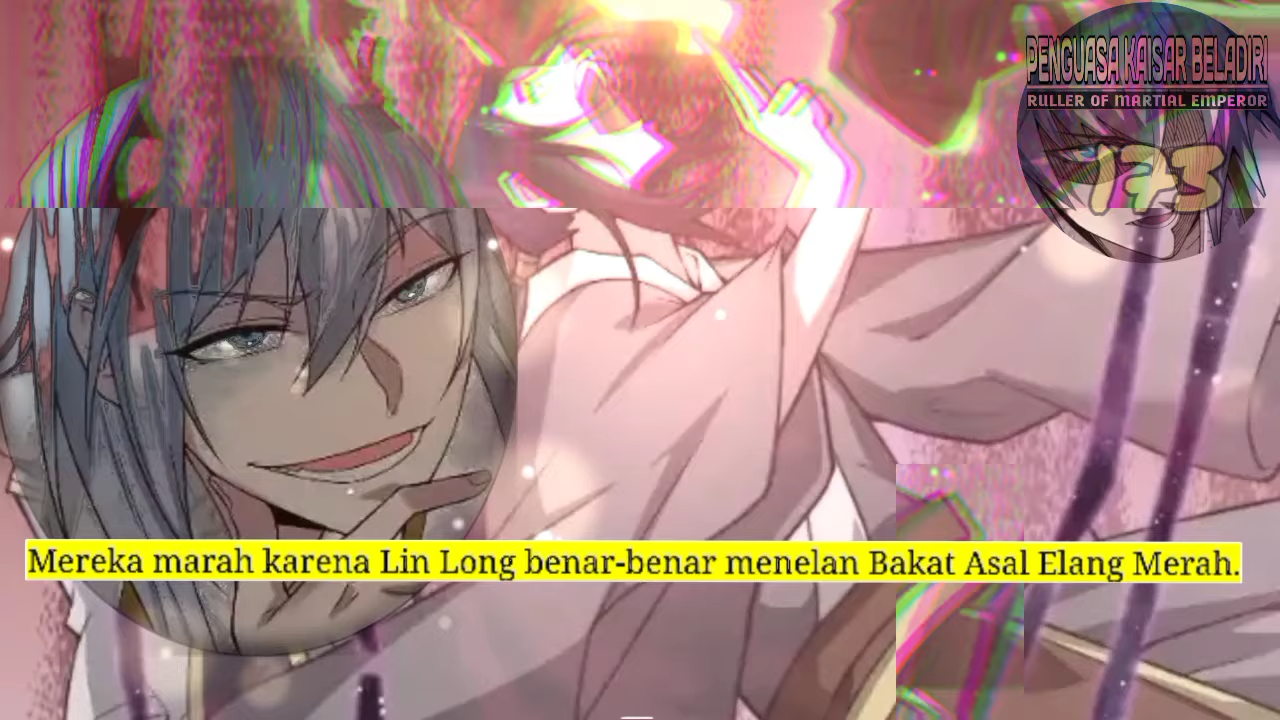 PENGUASA KAISAR BELADIRI
RULLER OF MARTIAL EMPEROR
173
Mereka marah karena Lin Long benar-benar menelan Bakat Asal Elang Merah.